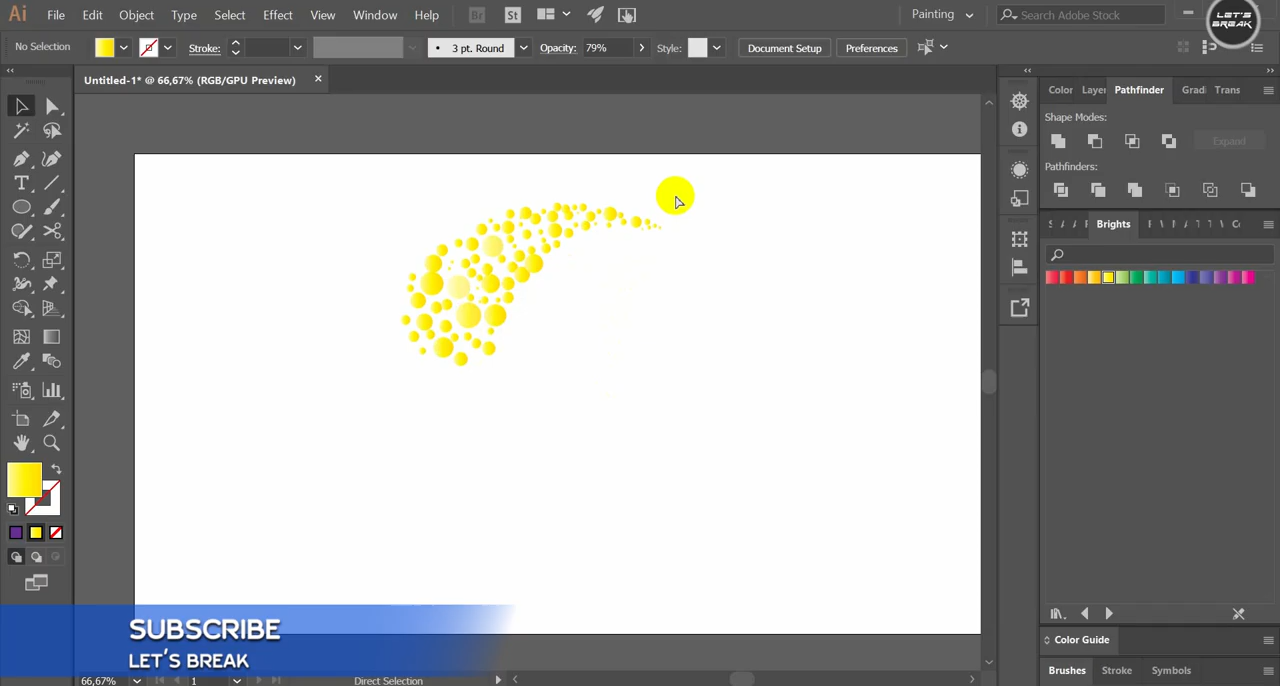 Ai File Edit Object Type Select Effect View Window Help Br St Painting Search Adobe Stock
LET'S
BREAK
No Selection Stroke: 3 pt. Round Opacity: 79% Style: Document Setup Preferences
Untitled-1* @ 66,67% (RGB/GPU Preview) ×
Color Layer Pathfinder Gradi Trans
Shape Modes:
Expand
Pathfinders:
Brights
SUBSCRIBE
LET'S BREAK
Color Guide
Brushes Stroke Symbols
66,67% 1 Direct Selection